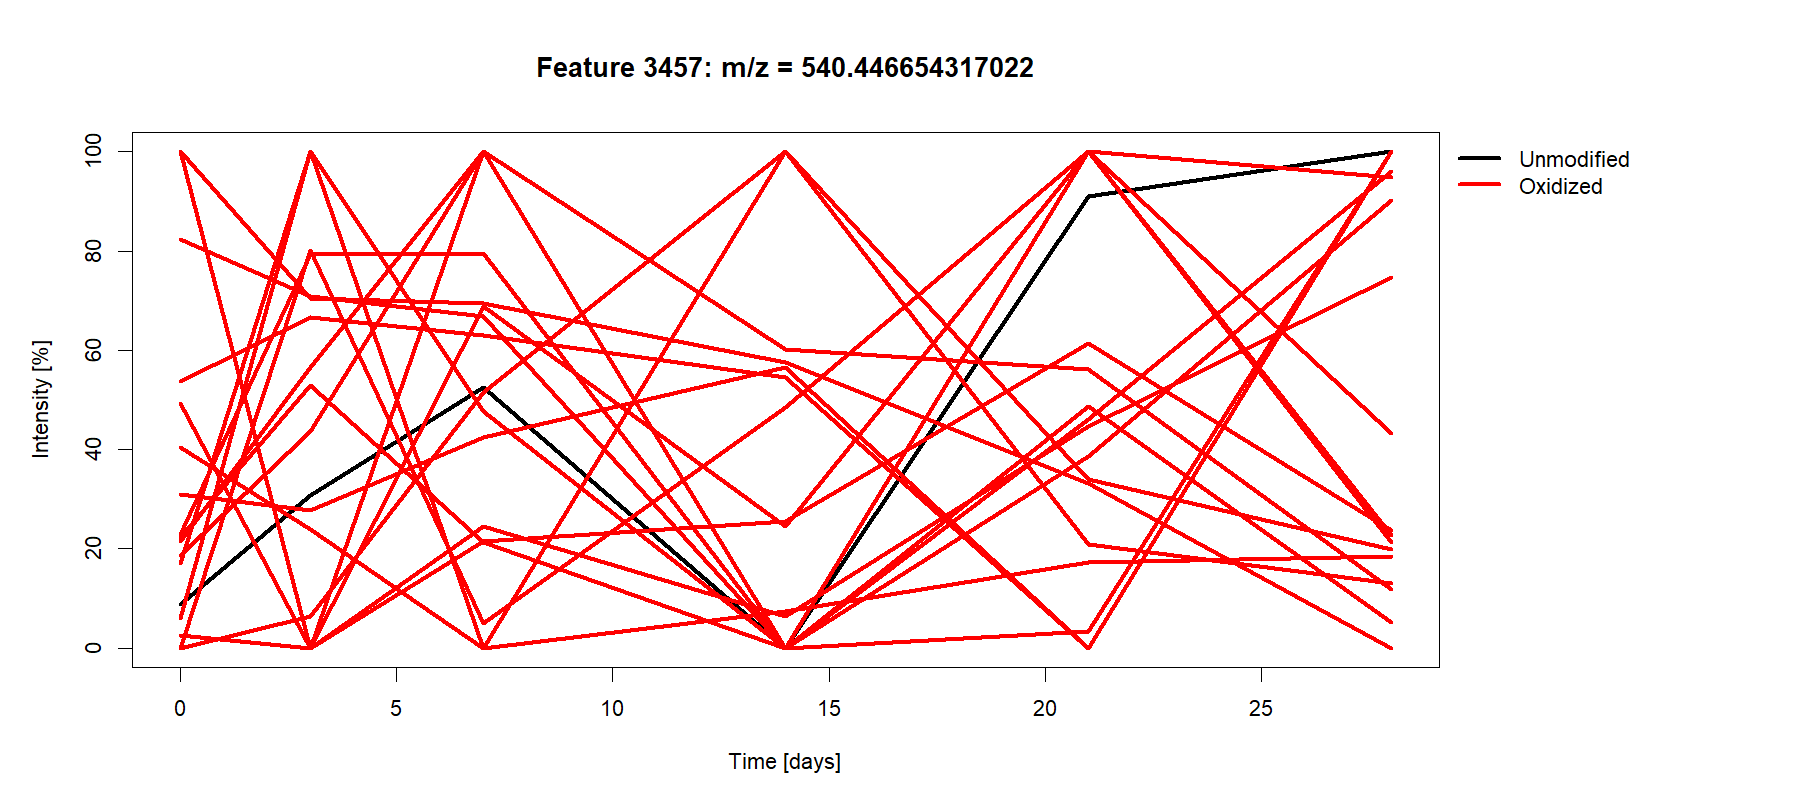 Feature 3457: m/z = 540.446654317022
Unmodified
Oxidized
Intensity [%]
100
80
60
40
20
0
0 5 10 15 20 25
Time [days]